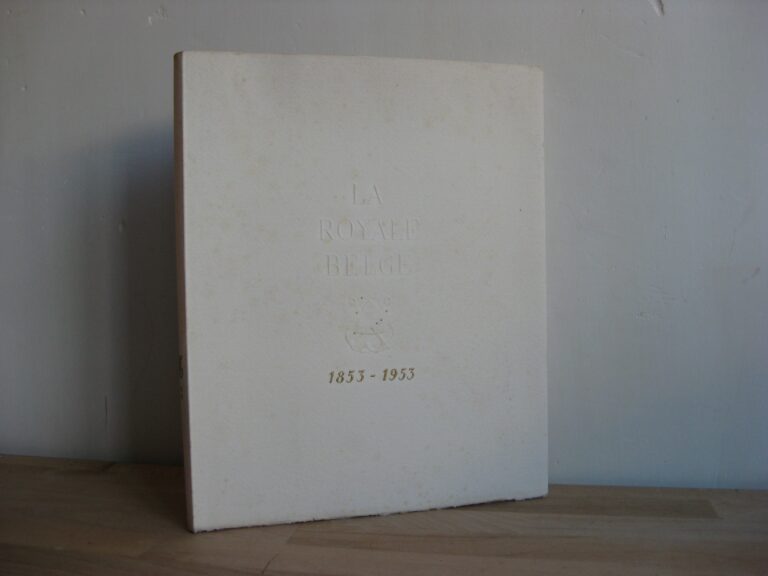 LA
ROYALE
BELGE
1853 - 1953